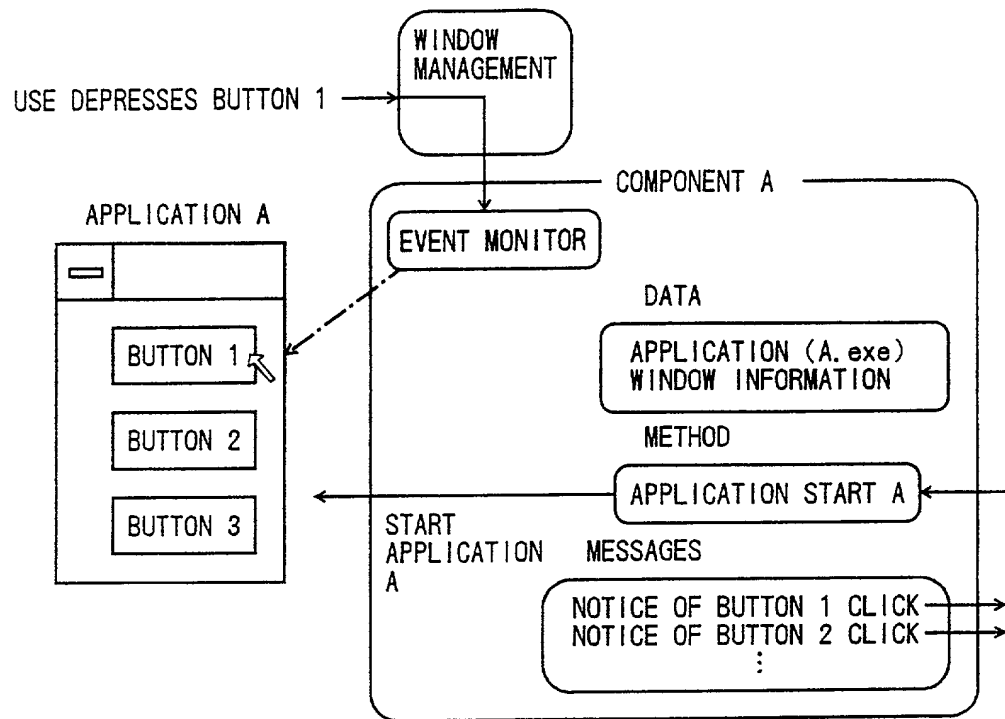 WINDOW
MANAGEMENT
USE DEPRESSES BUTTON 1
COMPONENT A
APPLICATION A
EVENT MONITOR
BUTTON 1
BUTTON 2
BUTTON 3
DATA
APPLICATION (A.exe)
WINDOW INFORMATION
METHOD
APPLICATION START A
START
APPLICATION
A
MESSAGES
NOTICE OF BUTTON 1 CLICK
NOTICE OF BUTTON 2 CLICK
⋮